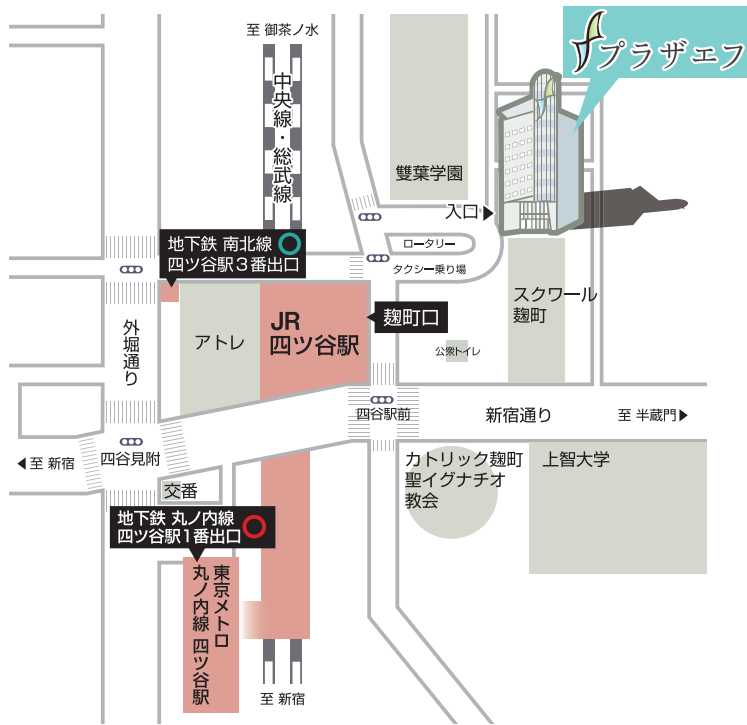 至 御茶ノ水
プラザエフ
中央線・総武線
雙葉学園
入口
地下鉄 南北線
四ツ谷駅3番出口
ロータリー
タクシー乗り場
スクワール
麹町
外堀通り
アトレ
JR
四ツ谷駅
麹町口
公衆トイレ
四谷駅前
新宿通り
至 半蔵門
至 新宿
四谷見附
カトリック麹町
聖イグナチオ
教会
上智大学
交番
地下鉄 丸ノ内線
四ツ谷駅1番出口
東京メトロ
丸ノ内線 四ツ谷駅
至 新宿